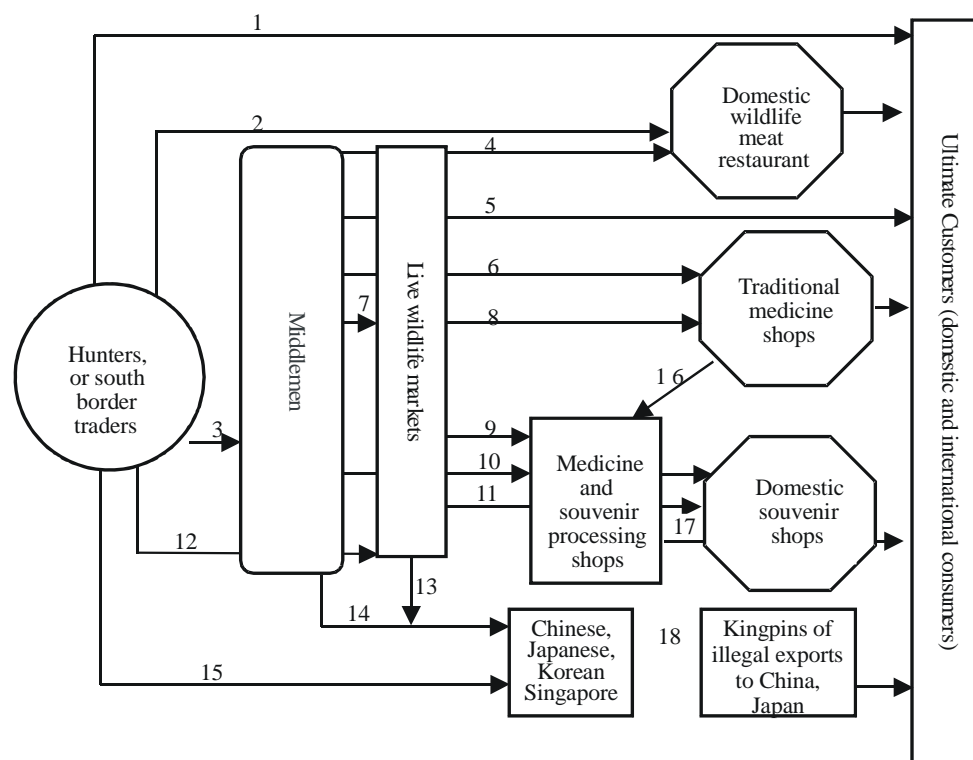 1
Domestic
wildlife
meat
restaurant
2
4
5
6
7
8
Traditional
medicine
shops
Hunters,
or south
border
traders
Middlemen
Live wildlife markets
Ultimate Customers (domestic and international consumers)
1 6
3
9
10
11
Medicine
and
souvenir
processing
shops
Domestic
souvenir
shops
17
12
13
14
15
Chinese,
Japanese,
Korean
Singapore
18
Kingpins of
illegal exports
to China,
Japan